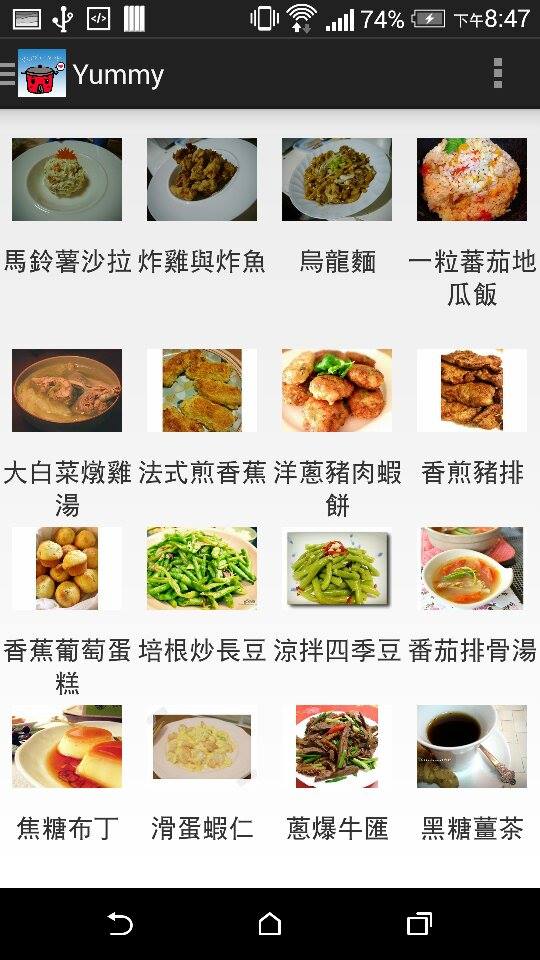 74% 下午8:47
Yummy
馬鈴薯沙拉 炸雞與炸魚 烏龍麵 一粒蕃茄地
瓜飯
大白菜燉雞 法式煎香蕉 洋蔥豬肉蝦 香煎豬排
湯 餅
香蕉葡萄蛋 培根炒長豆 涼拌四季豆 番茄排骨湯
糕
焦糖布丁 滑蛋蝦仁 蔥爆牛匯 黑糖薑茶